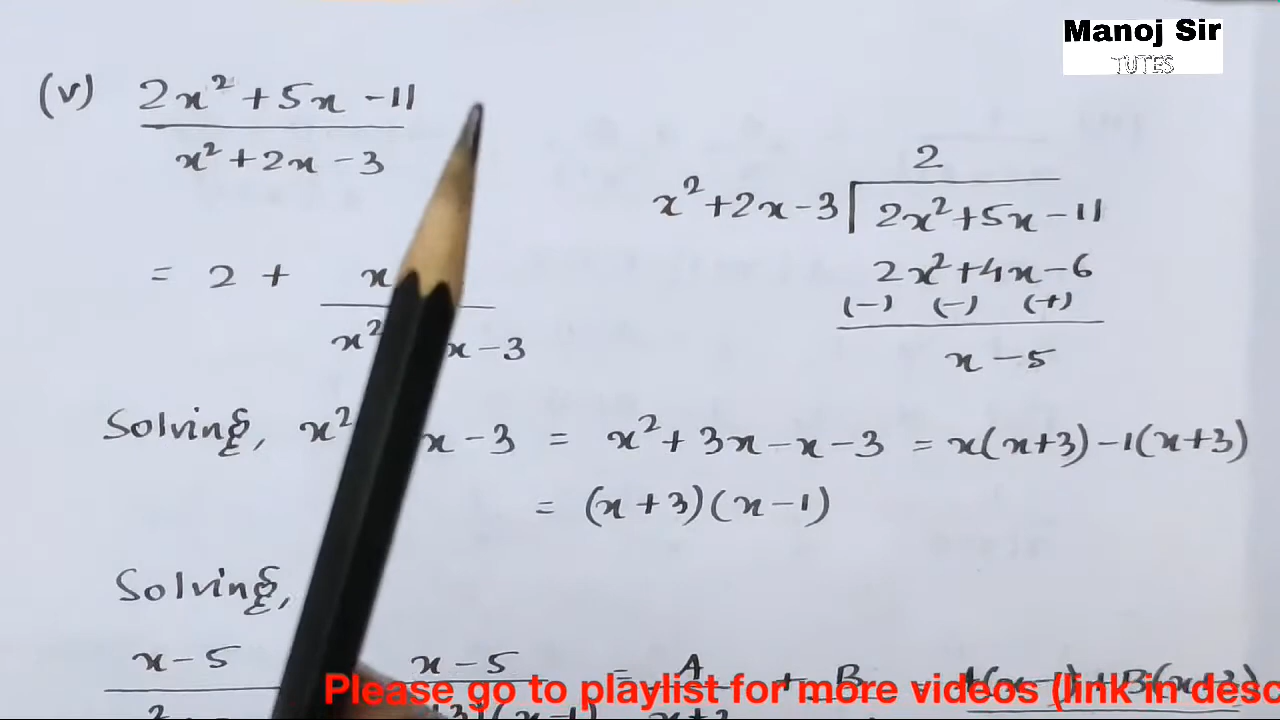 Manoj Sir
TUTES
(v) 2x² + 5x - 11
x² + 2x - 3
2
x² + 2x - 3 2x² + 5x - 11
2x² + 4x - 6
(-) (-) (+)
x - 5
= 2 + x
x² x - 3
Solving, x² x - 3 = x² + 3x - x - 3 = x(x+3) - 1(x+3)
= (x+3)(x-1)
Solving,
x - 5 x - 5 = A + B
Please go to playlist for more videos (link in desc